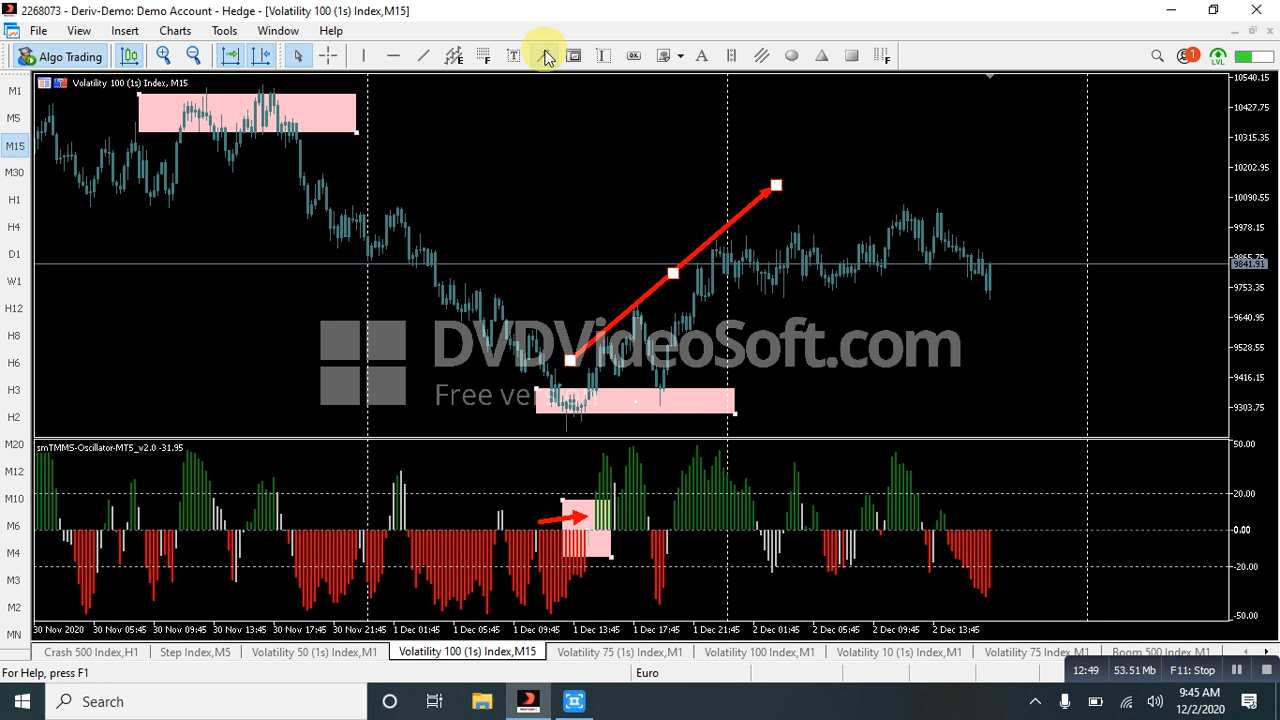 2268073 - Deriv-Demo: Demo Account - Hedge - [Volatility 100 (1s) Index,M15]
File View Insert Charts Tools Window Help
Algo Trading
E F T OK A F 1 LVL
M1
M5
M15
M30
H1
H4
D1
W1
H12
H8
H6
H3
H2
M20
M12
M10
M6
M4
M3
M2
MN
Volatility 100 (1s) Index, M15
10540.15
10427.75
10315.35
10202.95
10090.55
9978.15
9865.75
9841.91
9753.35
9640.95
9528.55
9416.15
9303.75
DVDVideoSoft.com
Free version
smTMMS-Oscillator-MT5_v2.0 -31.95
50.00
20.00
0.00
-20.00
-50.00
30 Nov 2020 30 Nov 05:45 30 Nov 09:45 30 Nov 13:45 30 Nov 17:45 30 Nov 21:45 1 Dec 01:45 1 Dec 05:45 1 Dec 09:45 1 Dec 13:45 1 Dec 17:45 1 Dec 21:45 2 Dec 01:45 2 Dec 05:45 2 Dec 09:45 2 Dec 13:45
Crash 500 Index,H1 Step Index,M5 Volatility 50 (1s) Index,M1 Volatility 100 (1s) Index,M15 Volatility 75 (1s) Index,M1 Volatility 100 Index,M1 Volatility 10 (1s) Index,M1 Volatility 75 Index,M1 Boom 500 Index,M1
For Help, press F1 Euro
12:49 53.51 Mb F11: Stop
Search
9:45 AM
12/2/2020